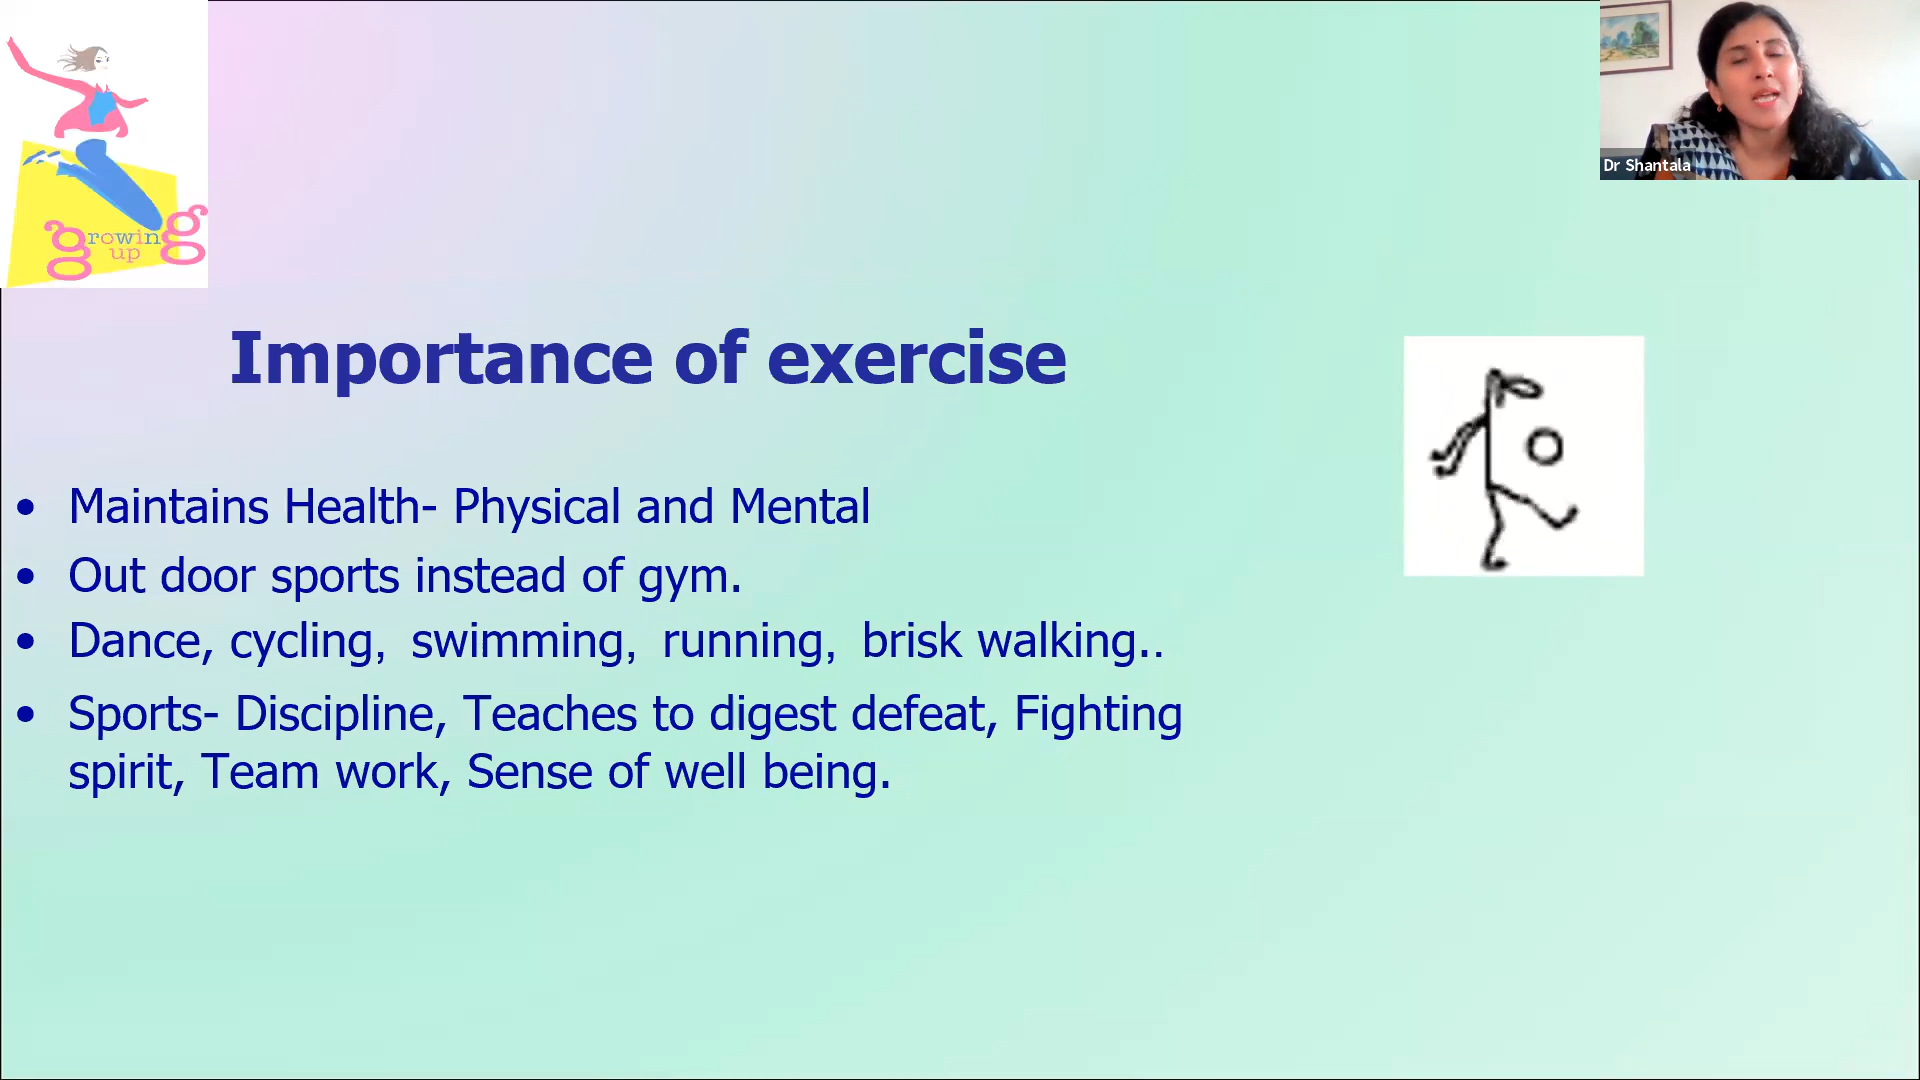 growing
up
Dr Shantala
Importance of exercise
• Maintains Health- Physical and Mental
• Out door sports instead of gym.
• Dance, cycling, swimming, running, brisk walking..
• Sports- Discipline, Teaches to digest defeat, Fighting
spirit, Team work, Sense of well being.